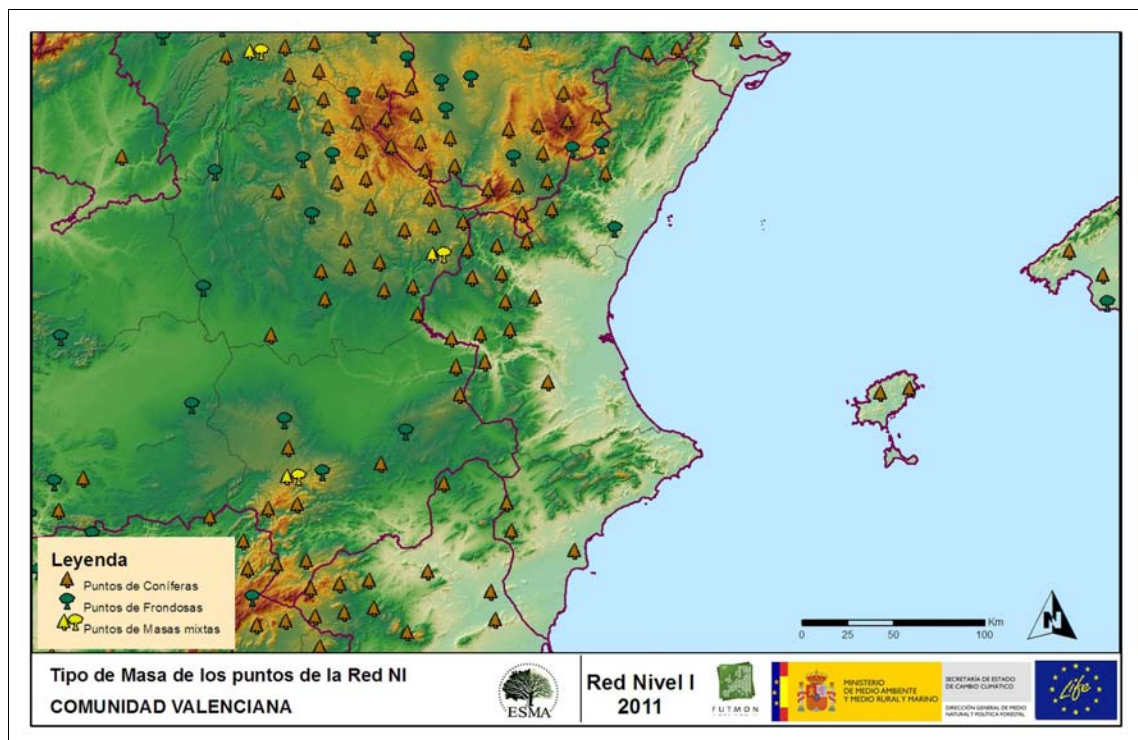 Leyenda
Puntos de Coníferas
Puntos de Frondosas
Puntos de Masas mixtas
Km
0 25 50 100
N
Tipo de Masa de los puntos de la Red NI
COMUNIDAD VALENCIANA
ESMA
Red Nivel I
2011
FUTMON
MINISTERIO
DE MEDIO AMBIENTE
Y MEDIO RURAL Y MARINO
SECRETARÍA DE ESTADO
DE CAMBIO CLIMÁTICO
DIRECCIÓN GENERAL DE MEDIO
NATURAL Y POLÍTICA FORESTAL
Life